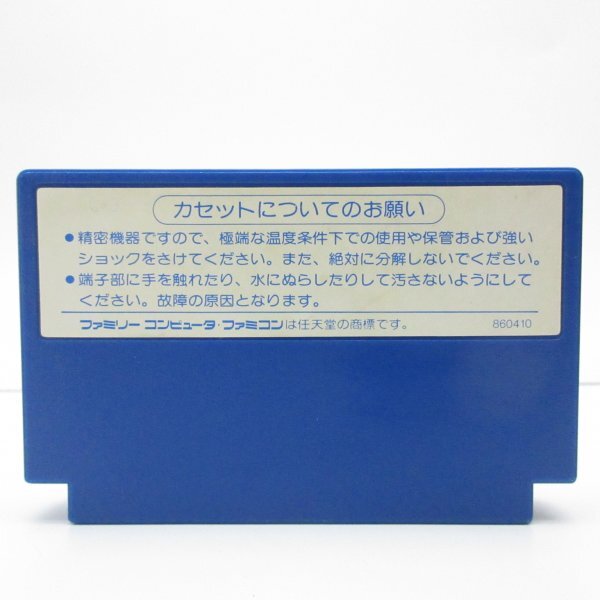 カセットについてのお願い
●精密機器ですので、極端な温度条件下での使用や保管および強い
ショックをさけてください。また、絶対に分解しないでください。
●端子部に手を触れたり、水にぬらしたりして汚さないようにして
ください。故障の原因となります。
ファミリー コンピュータ・ファミコンは任天堂の商標です。 860410